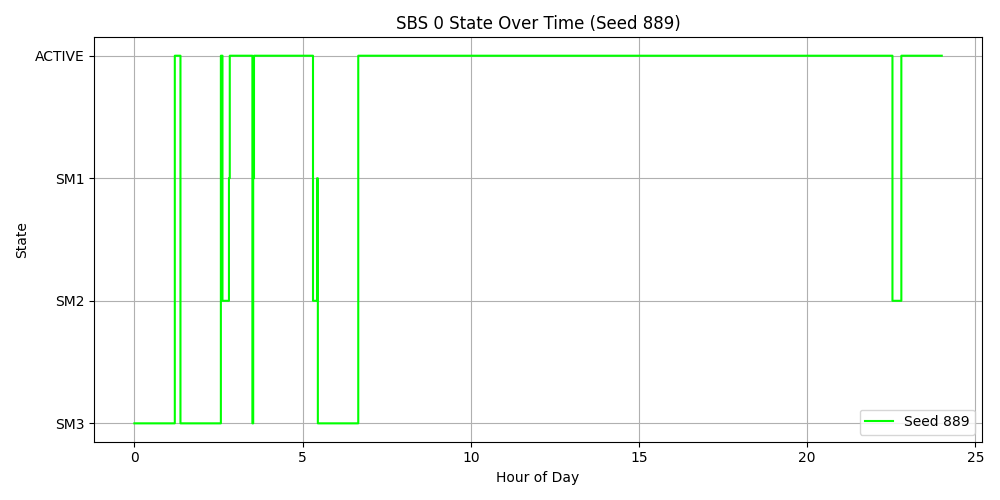 SBS 0 State Over Time (Seed 889)
ACTIVE
SM1
SM2
SM3
State
0 5 10 15 20 25
Hour of Day
Seed 889